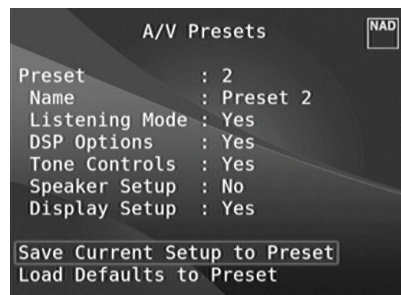 A/V Presets
NAD
Preset : 2
Name : Preset 2
Listening Mode : Yes
DSP Options : Yes
Tone Controls : Yes
Speaker Setup : No
Display Setup : Yes
Save Current Setup to Preset
Load Defaults to Preset